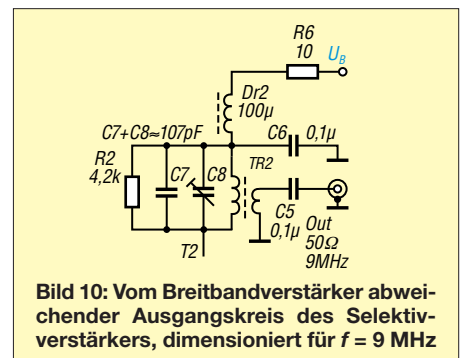 R6
10
U_B
Dr2
100µ
C7+C8≈107pF
C6
0,1µ
R2
4,2k
C7
C8
TR2
C5
0,1µ
Out
50Ω
9MHz
T2
Bild 10: Vom Breitbandverstärker abwei-
chender Ausgangskreis des Selektiv-
verstärkers, dimensioniert für f = 9 MHz